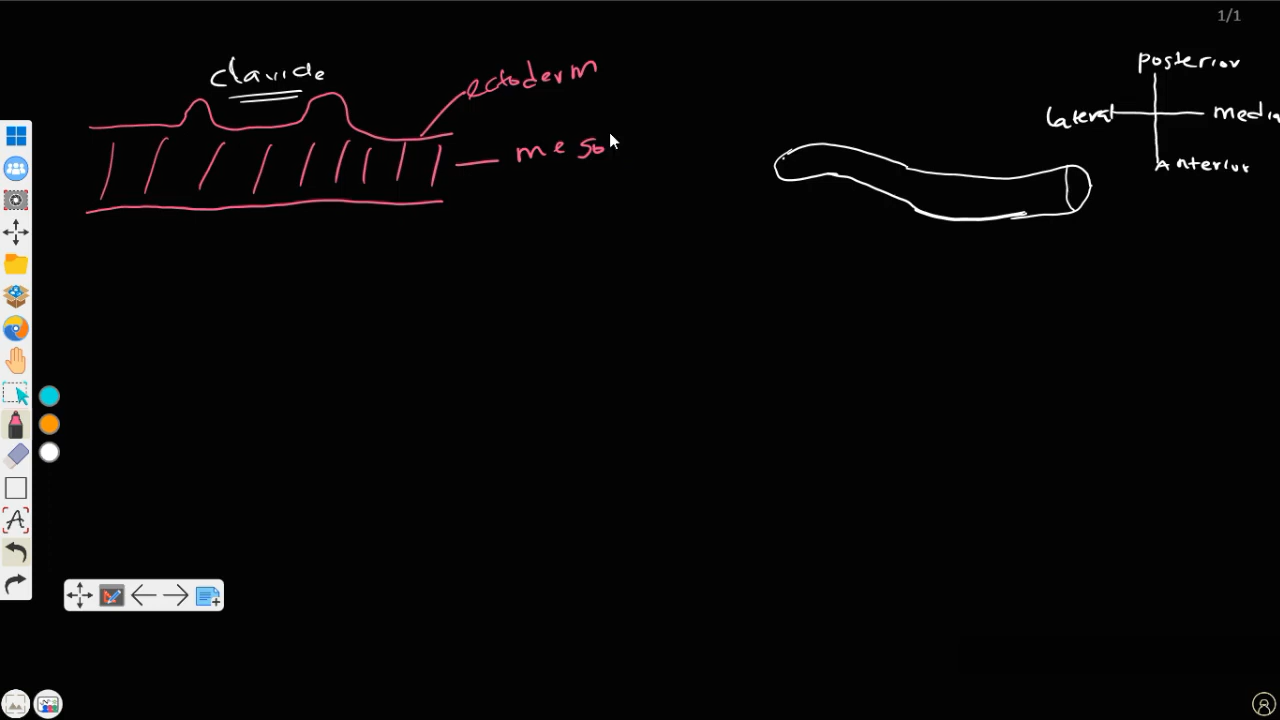 1/1
clavicle
ectoderm
meso
posterior
lateral
media
Anterior